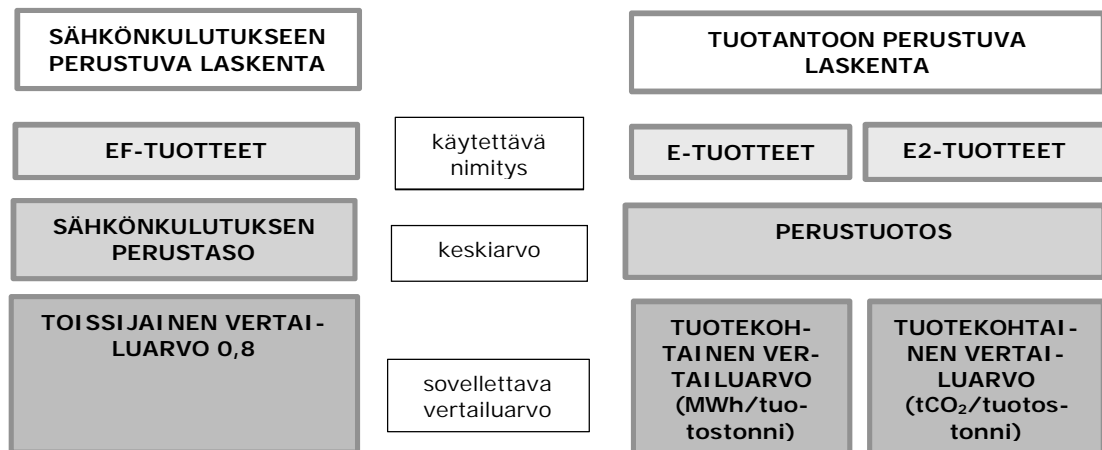 SÄHKÖNKULUTUKSEEN
PERUSTUVA LASKENTA
TUOTANTOON PERUSTUVA
LASKENTA
EF-TUOTTEET
käytettävä
nimitys
E-TUOTTEET
E2-TUOTTEET
SÄHKÖNKULUTUKSEN
PERUSTASO
keskiarvo
PERUSTUOTOS
TOISSIJAINEN VERTAI-
LUARVO 0,8
sovellettava
vertailuarvo
TUOTEKOH-
TAINEN VER-
TAILUARVO
(MWh/tuo-
tostonni)
TUOTEKOHTAI-
NEN VERTAI-
LUARVO
(tCO₂/tuotos-
tonni)